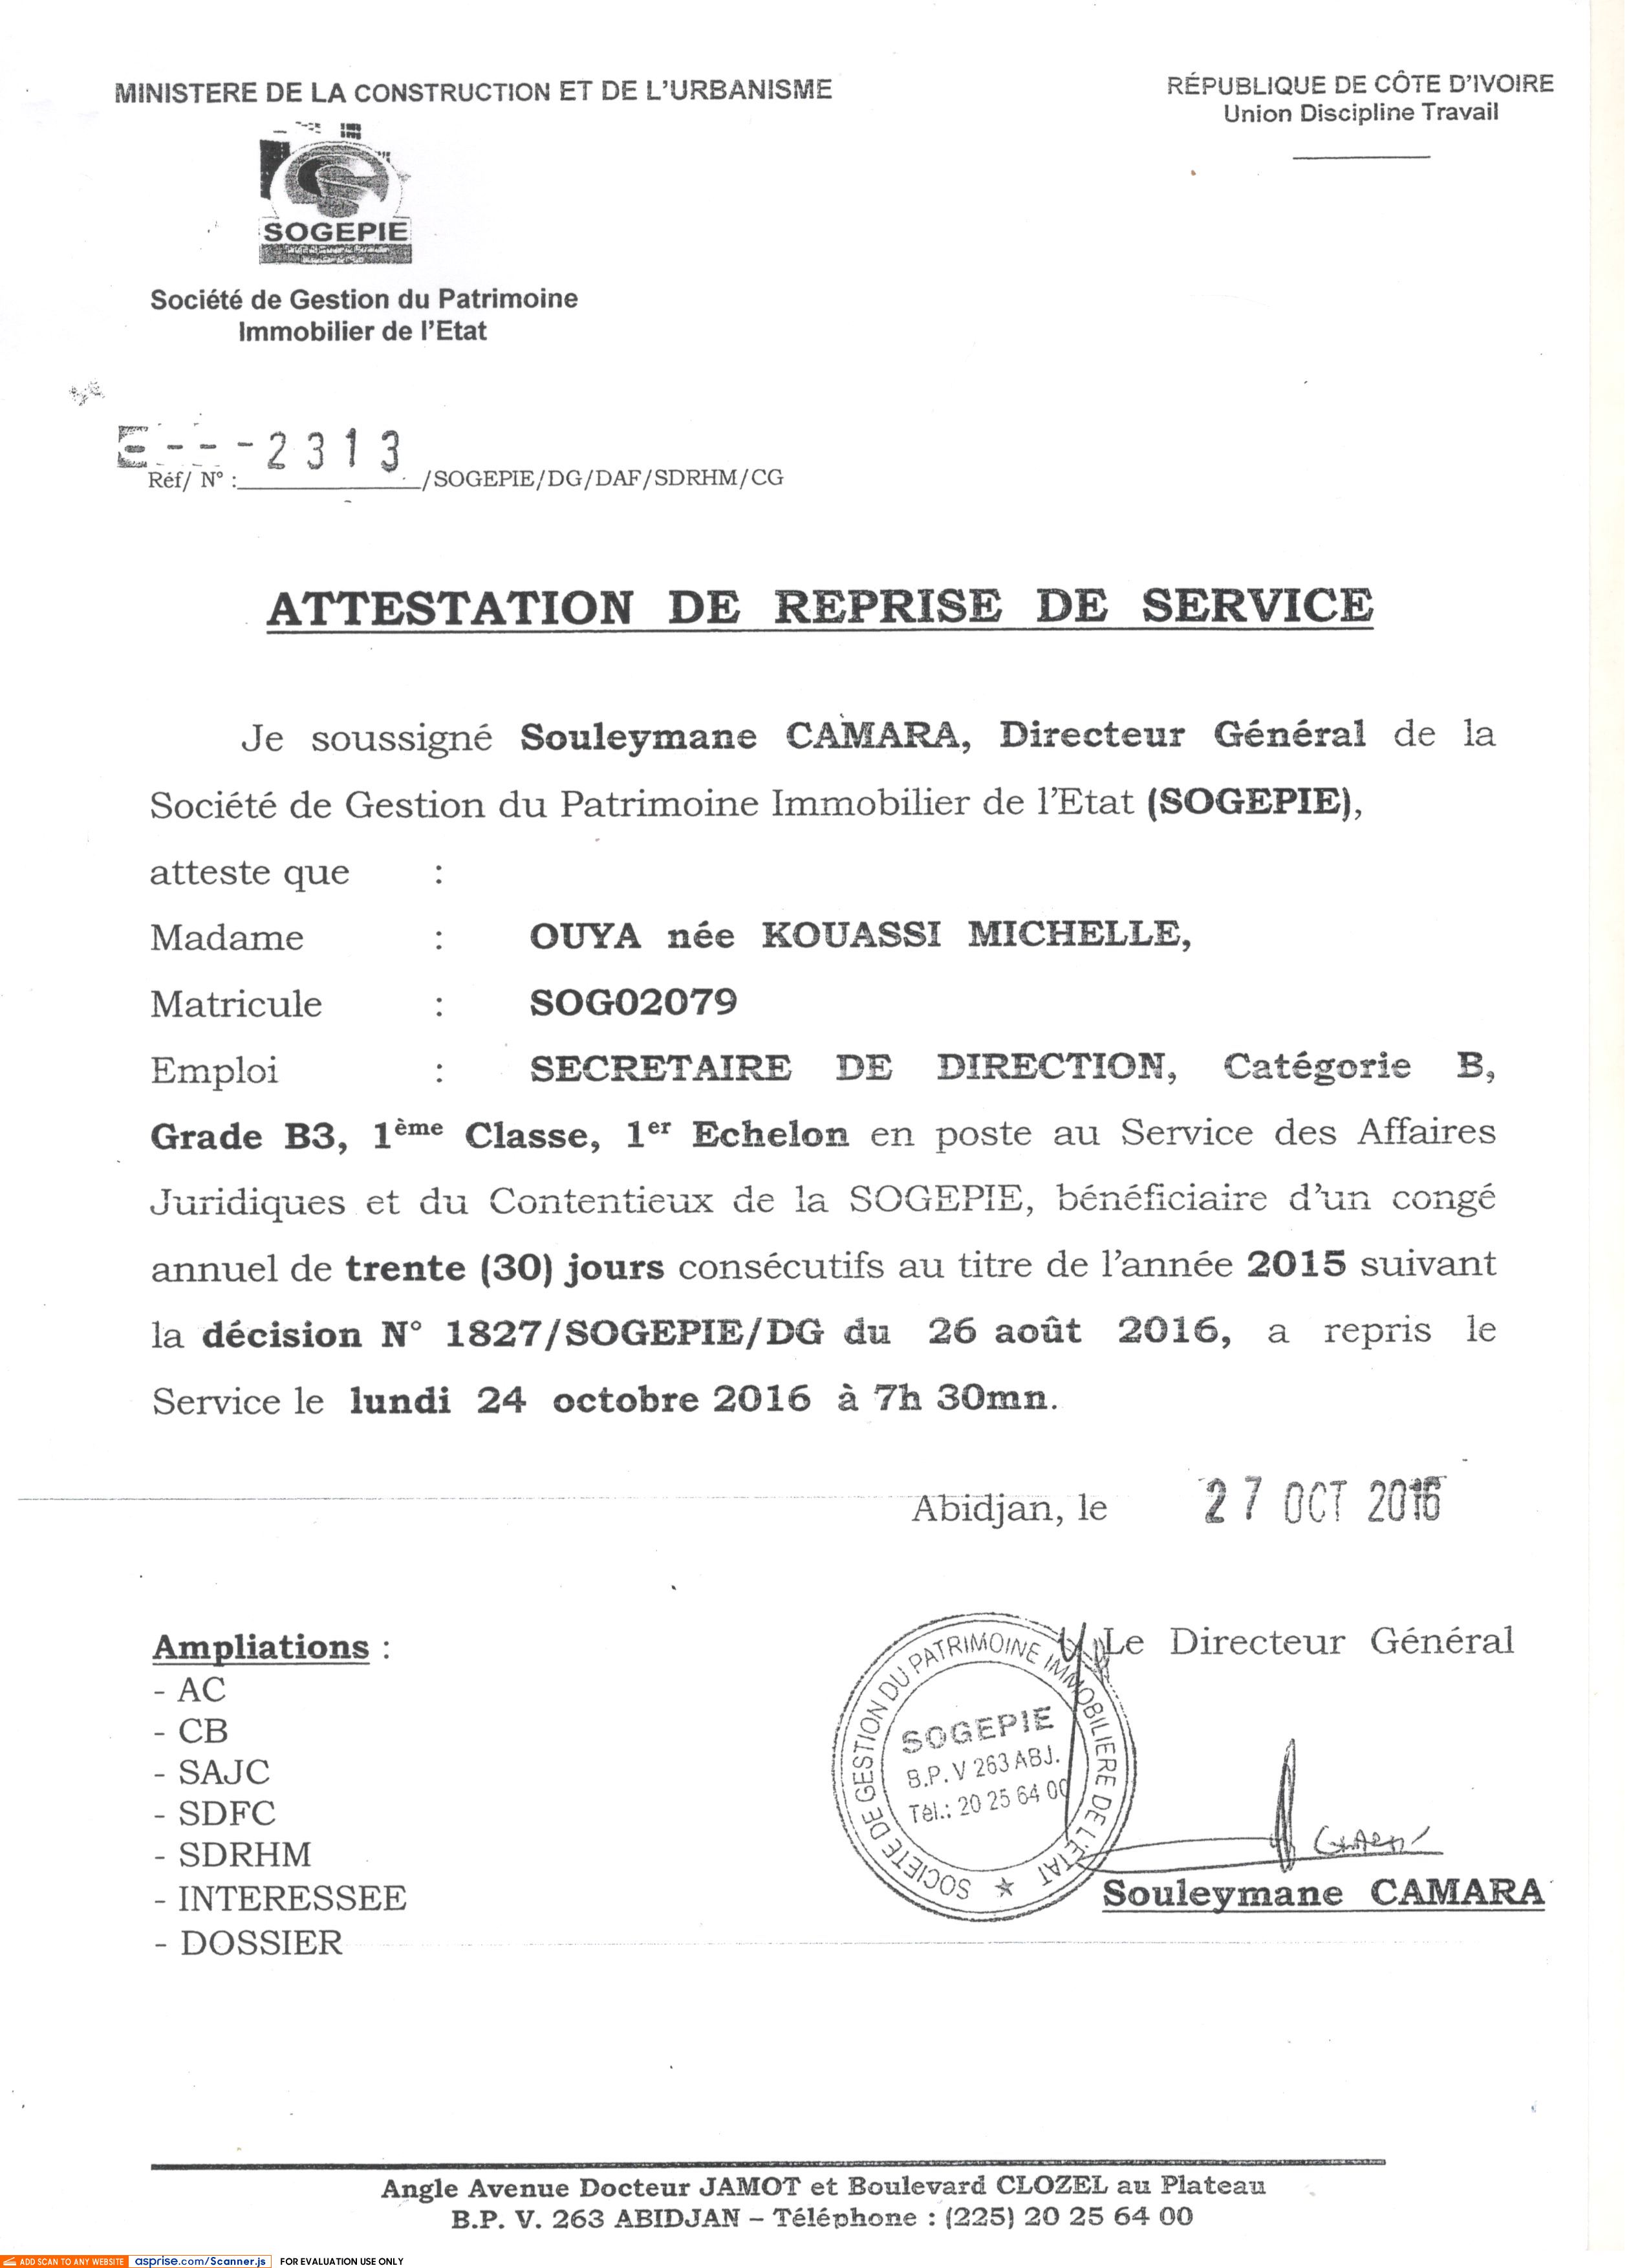 MINISTERE DE LA CONSTRUCTION ET DE L'URBANISME
RÉPUBLIQUE DE CÔTE D'IVOIRE
Union Discipline Travail
SOGEPIE
Société de Gestion du Patrimoine
Immobilier de l'Etat
E - - - 2313
Réf/ N° : /SOGEPIE/DG/DAF/SDRHM/CG
ATTESTATION DE REPRISE DE SERVICE
Je soussigné Souleymane CAMARA, Directeur Général de la
Société de Gestion du Patrimoine Immobilier de l'Etat (SOGEPIE),
atteste que :
Madame : OUYA née KOUASSI MICHELLE,
Matricule : SOG02079
Emploi : SECRETAIRE DE DIRECTION, Catégorie B,
Grade B3, 1ème Classe, 1er Echelon en poste au Service des Affaires
Juridiques et du Contentieux de la SOGEPIE, bénéficiaire d'un congé
annuel de trente (30) jours consécutifs au titre de l'année 2015 suivant
la décision N° 1827/SOGEPIE/DG du 26 août 2016, a repris le
Service le lundi 24 octobre 2016 à 7h 30mn.
Abidjan, le 27 OCT 2016
Ampliations :
- AC
- CB
- SAJC
- SDFC
- SDRHM
- INTERESSEE
- DOSSIER
Le Directeur Général
SOCIETE DE GESTION DU PATRIMOINE IMMOBILIERE DE L'ETAT
SOGEPIE
B.P. V 263 ABJ.
Tél.: 20 25 64 00
Souleymane CAMARA
Angle Avenue Docteur JAMOT et Boulevard CLOZEL au Plateau
B.P. V. 263 ABIDJAN – Téléphone : (225) 20 25 64 00
ADD SCAN TO ANY WEBSITE asprise.com/Scanner.js FOR EVALUATION USE ONLY